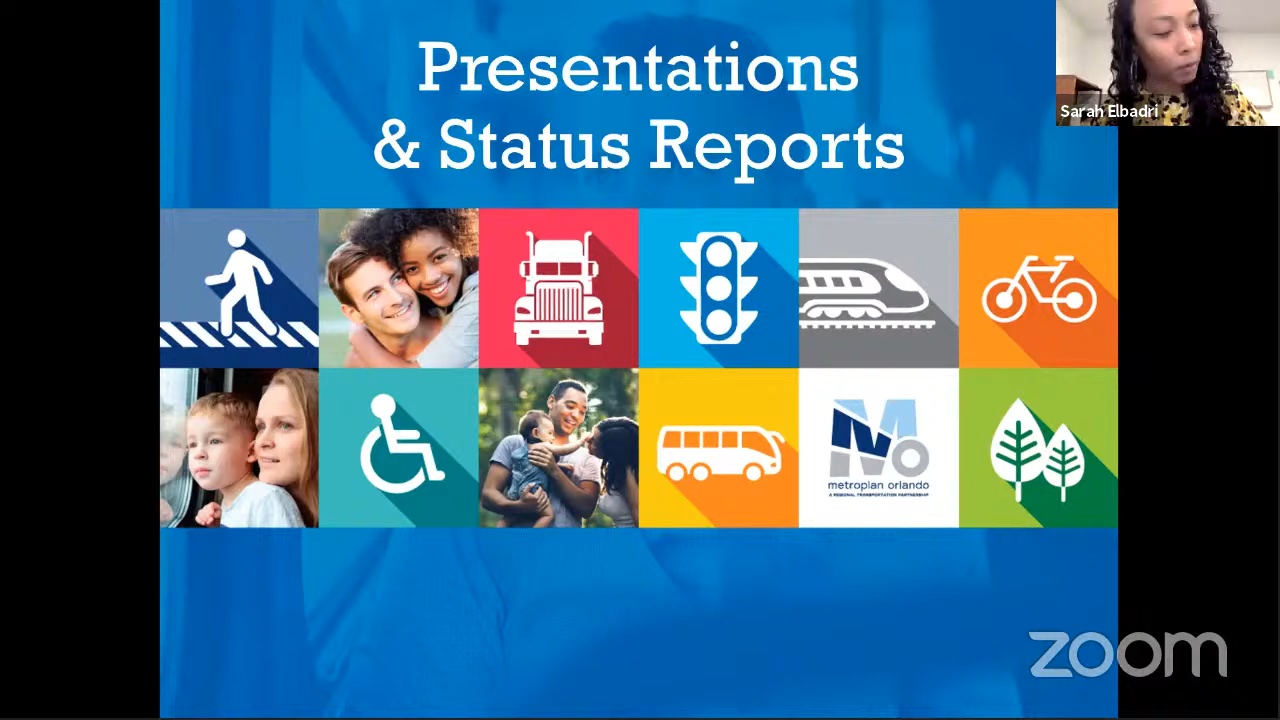 Presentations
& Status Reports
Sarah Elbadri
metroplan orlando
A REGIONAL TRANSPORTATION PARTNERSHIP
zoom